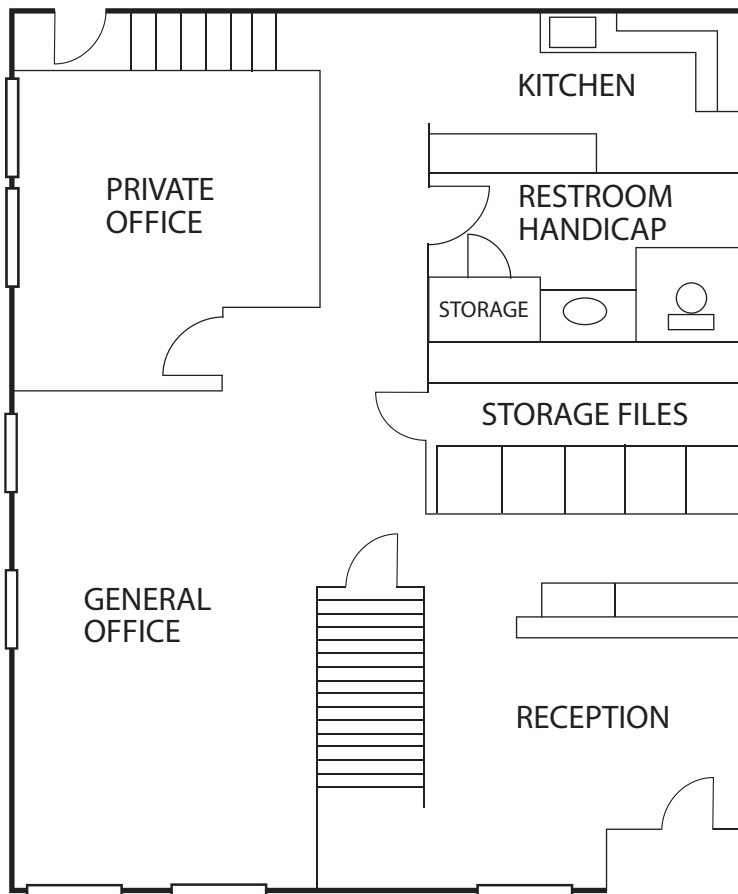 KITCHEN
PRIVATE
OFFICE
RESTROOM
HANDICAP
STORAGE
STORAGE FILES
GENERAL
OFFICE
RECEPTION